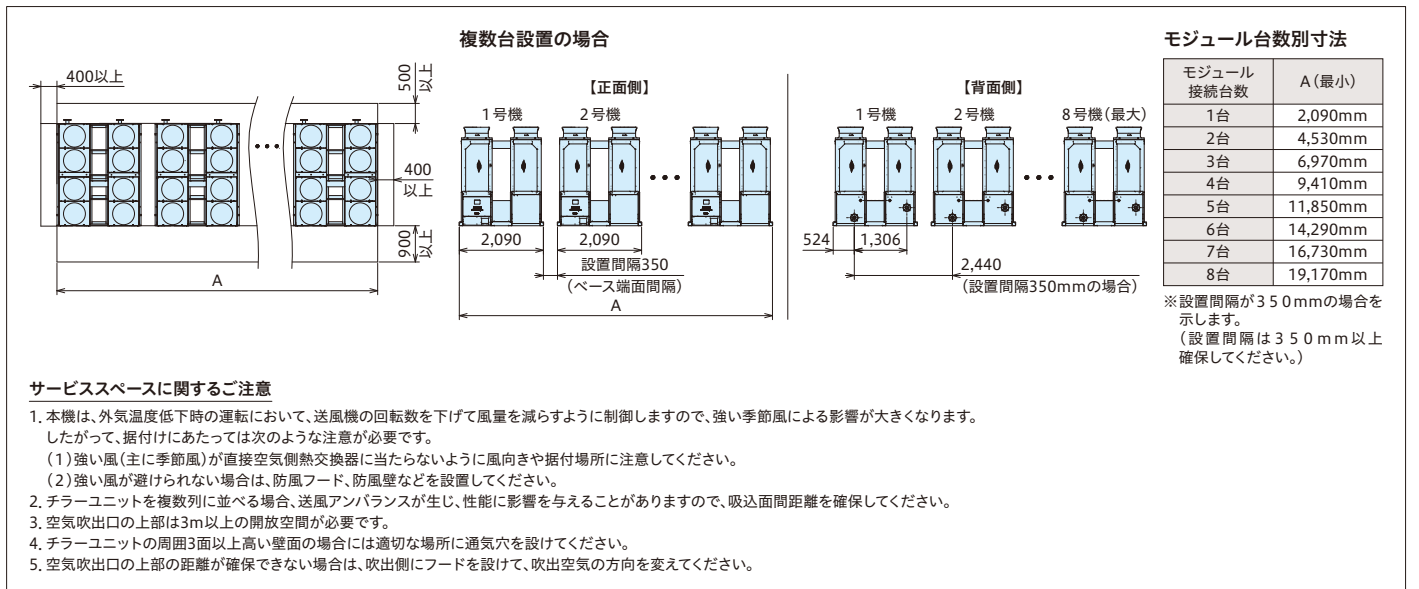 複数台設置の場合
400以上
500
以上
400
以上
900
以上
A
【正面側】
1号機
2号機
2,090
2,090
設置間隔350
（ベース端面間隔）
A
【背面側】
1号機
2号機
8号機（最大）
524
1,306
2,440
（設置間隔350mmの場合）
モジュール台数別寸法
モジュール
接続台数
A（最小）
1台 2,090mm
2台 4,530mm
3台 6,970mm
4台 9,410mm
5台 11,850mm
6台 14,290mm
7台 16,730mm
8台 19,170mm
※設置間隔が350mmの場合を
示します。
（設置間隔は350mm以上
確保してください。）
サービススペースに関するご注意
1. 本機は、外気温度低下時の運転において、送風機の回転数を下げて風量を減らすように制御しますので、強い季節風による影響が大きくなります。
したがって、据付けにあたっては次のような注意が必要です。
（1）強い風（主に季節風）が直接空気側熱交換器に当たらないように風向きや据付場所に注意してください。
（2）強い風が避けられない場合は、防風フード、防風壁などを設置してください。
2. チラーユニットを複数列に並べる場合、送風アンバランスが生じ、性能に影響を与えることがありますので、吸込面間距離を確保してください。
3. 空気吹出口の上部は3m以上の開放空間が必要です。
4. チラーユニットの周囲3面以上高い壁面の場合には適切な場所に通気穴を設けてください。
5. 空気吹出口の上部の距離が確保できない場合は、吹出側にフードを設けて、吹出空気の方向を変えてください。